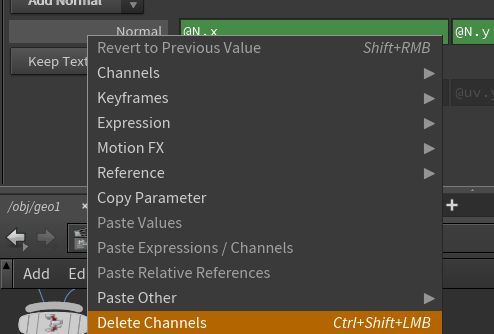 Add Normal
Normal @N.x @N.y
Revert to Previous Value Shift+RMB
Keep Text
Channels
Keyframes
@uv.y
Expression
Motion FX
Reference
Copy Parameter
/obj/geo1
Paste Values
Paste Expressions / Channels
Paste Relative References
Add Ed
Paste Other
Delete Channels Ctrl+Shift+LMB